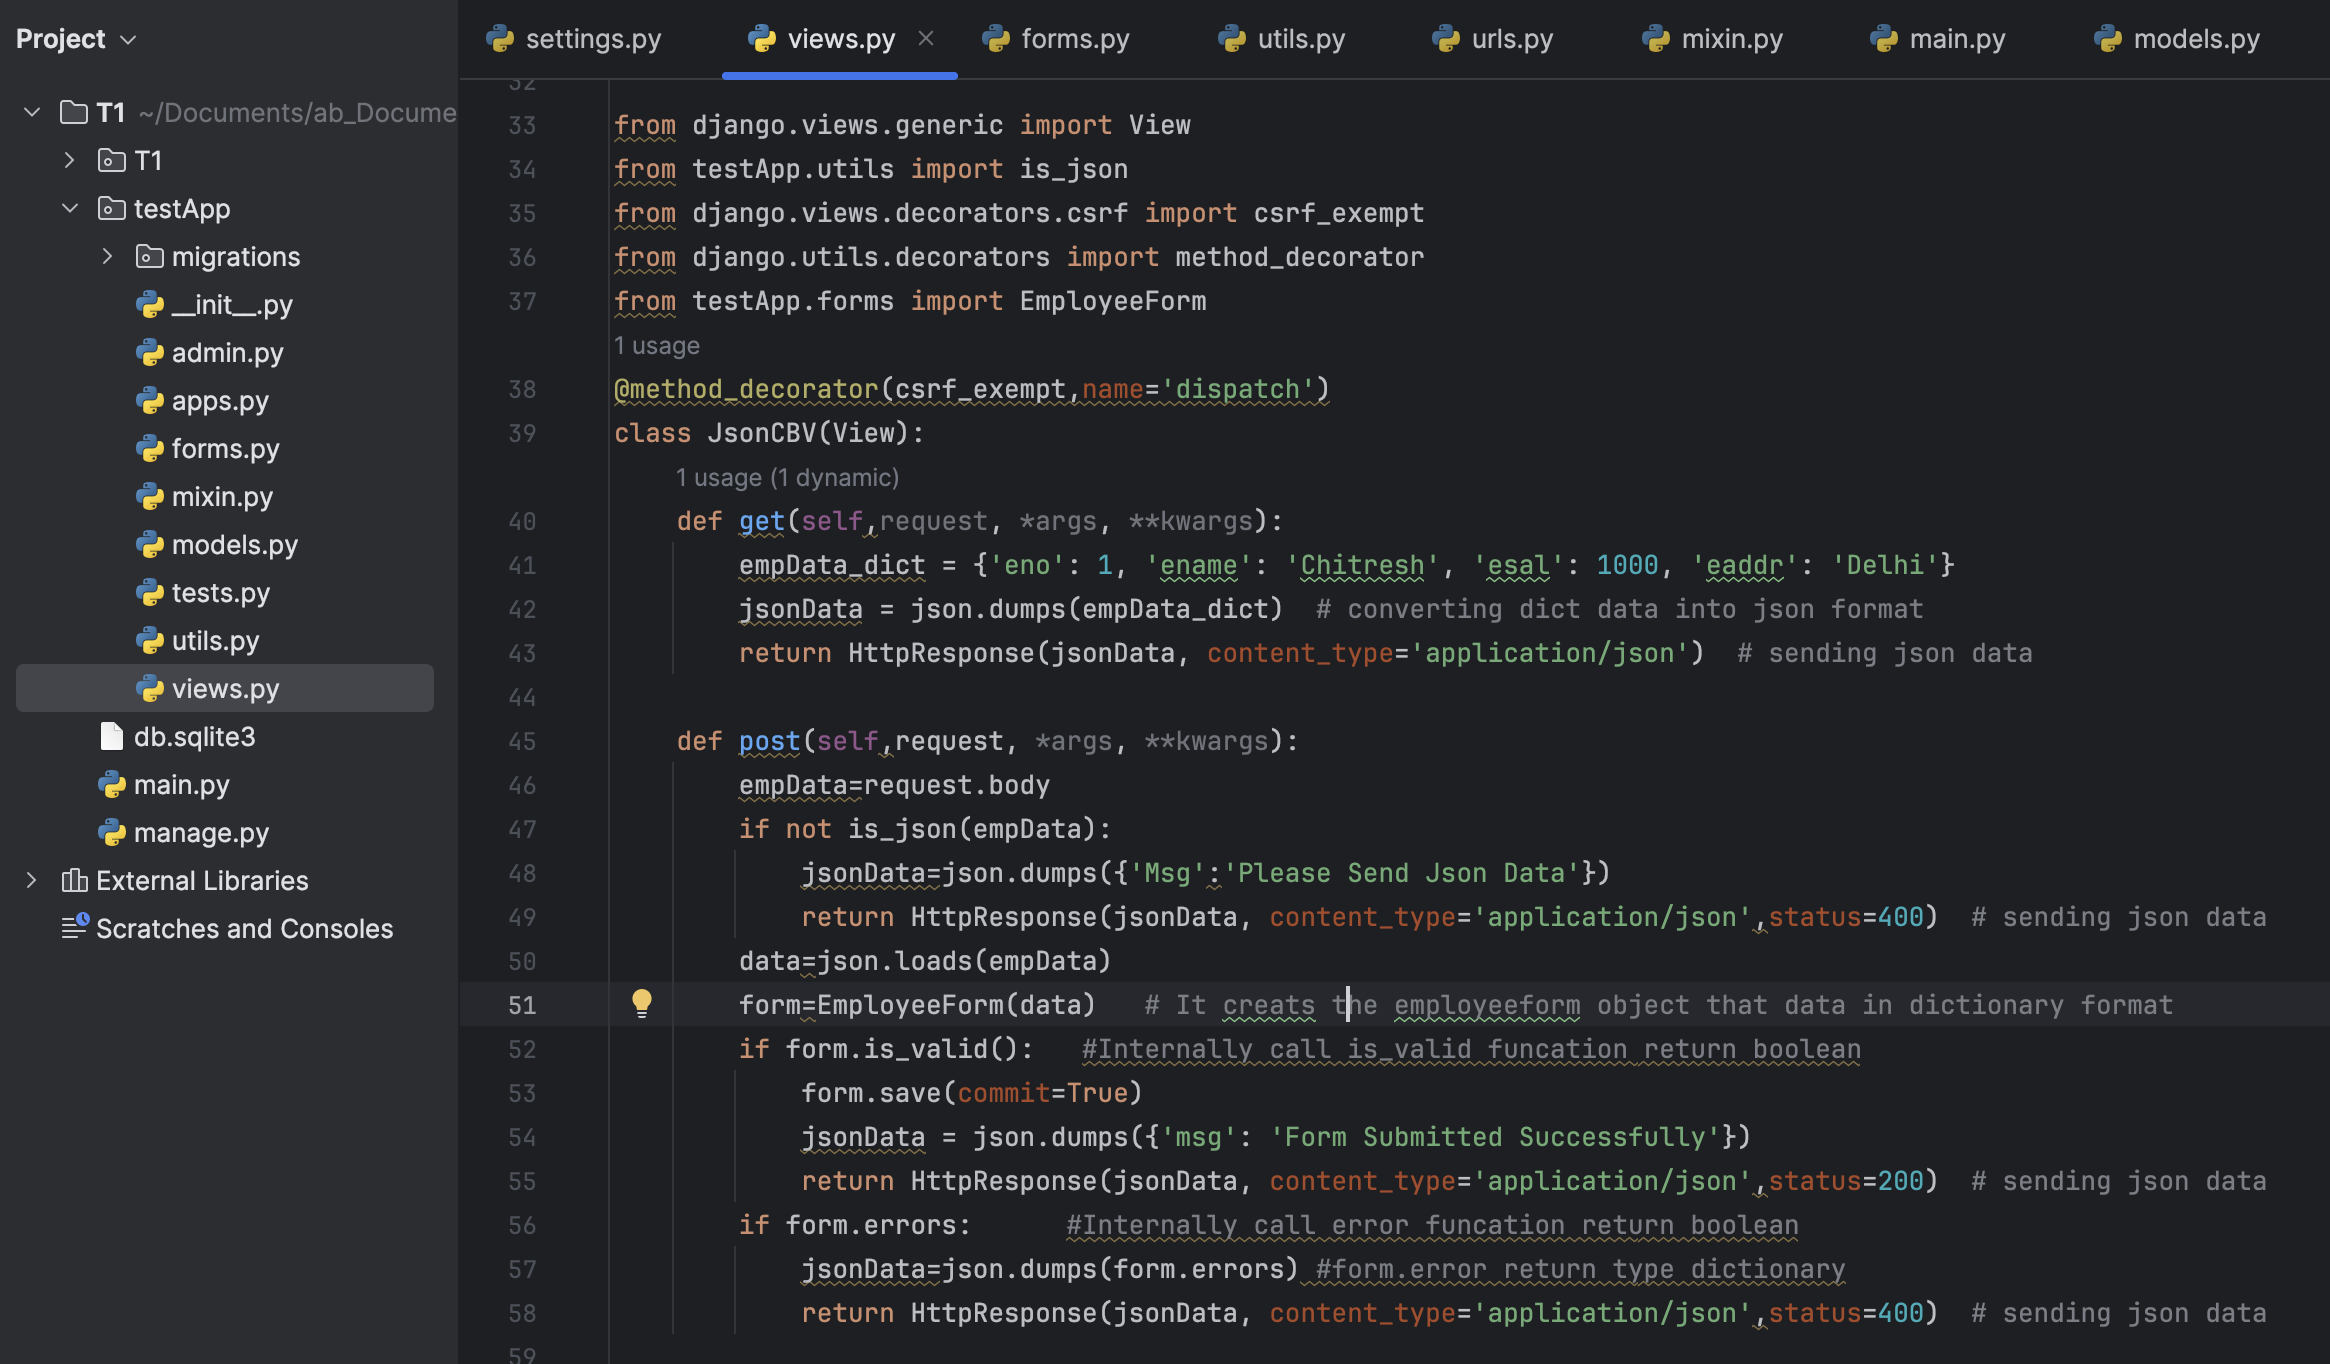 Project
T1 ~/Documents/ab_Docume
T1
testApp
migrations
__init__.py
admin.py
apps.py
forms.py
mixin.py
models.py
tests.py
utils.py
views.py
db.sqlite3
main.py
manage.py
External Libraries
Scratches and Consoles
settings.py views.py forms.py utils.py urls.py mixin.py main.py models.py
32
33 from django.views.generic import View
34 from testApp.utils import is_json
35 from django.views.decorators.csrf import csrf_exempt
36 from django.utils.decorators import method_decorator
37 from testApp.forms import EmployeeForm
1 usage
38 @method_decorator(csrf_exempt,name='dispatch')
39 class JsonCBV(View):
1 usage (1 dynamic)
40 def get(self,request, *args, **kwargs):
41 empData_dict = {'eno': 1, 'ename': 'Chitresh', 'esal': 1000, 'eaddr': 'Delhi'}
42 jsonData = json.dumps(empData_dict)  # converting dict data into json format
43 return HttpResponse(jsonData, content_type='application/json')  # sending json data
44
45 def post(self,request, *args, **kwargs):
46 empData=request.body
47 if not is_json(empData):
48 jsonData=json.dumps({'Msg':'Please Send Json Data'})
49 return HttpResponse(jsonData, content_type='application/json',status=400)  # sending json data
50 data=json.loads(empData)
51 form=EmployeeForm(data)   # It creats the employeeform object that data in dictionary format
52 if form.is_valid():   #Internally call is_valid funcation return boolean
53 form.save(commit=True)
54 jsonData = json.dumps({'msg': 'Form Submitted Successfully'})
55 return HttpResponse(jsonData, content_type='application/json',status=200)  # sending json data
56 if form.errors:      #Internally call error funcation return boolean
57 jsonData=json.dumps(form.errors) #form.error return type dictionary
58 return HttpResponse(jsonData, content_type='application/json',status=400)  # sending json data
59